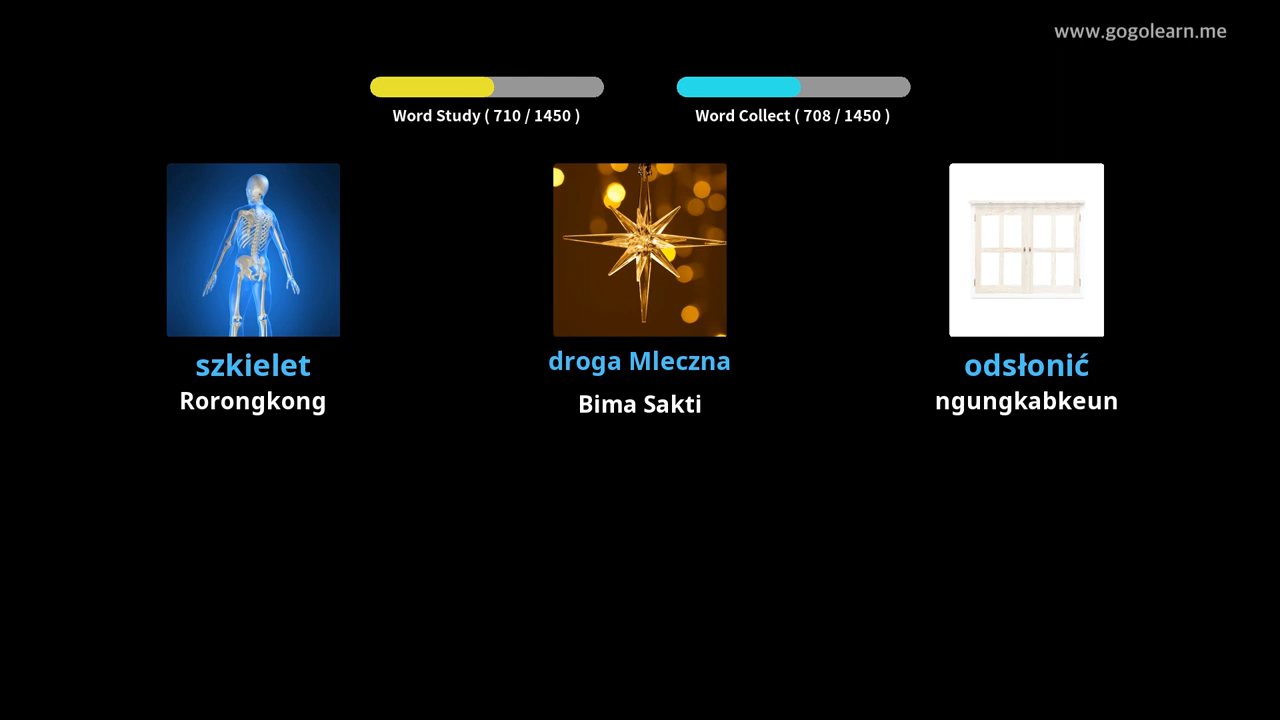 www.gogolearn.me
Word Study ( 710 / 1450 )
Word Collect ( 708 / 1450 )
szkielet
Rorongkong
droga Mleczna
Bima Sakti
odsłonić
ngungkabkeun